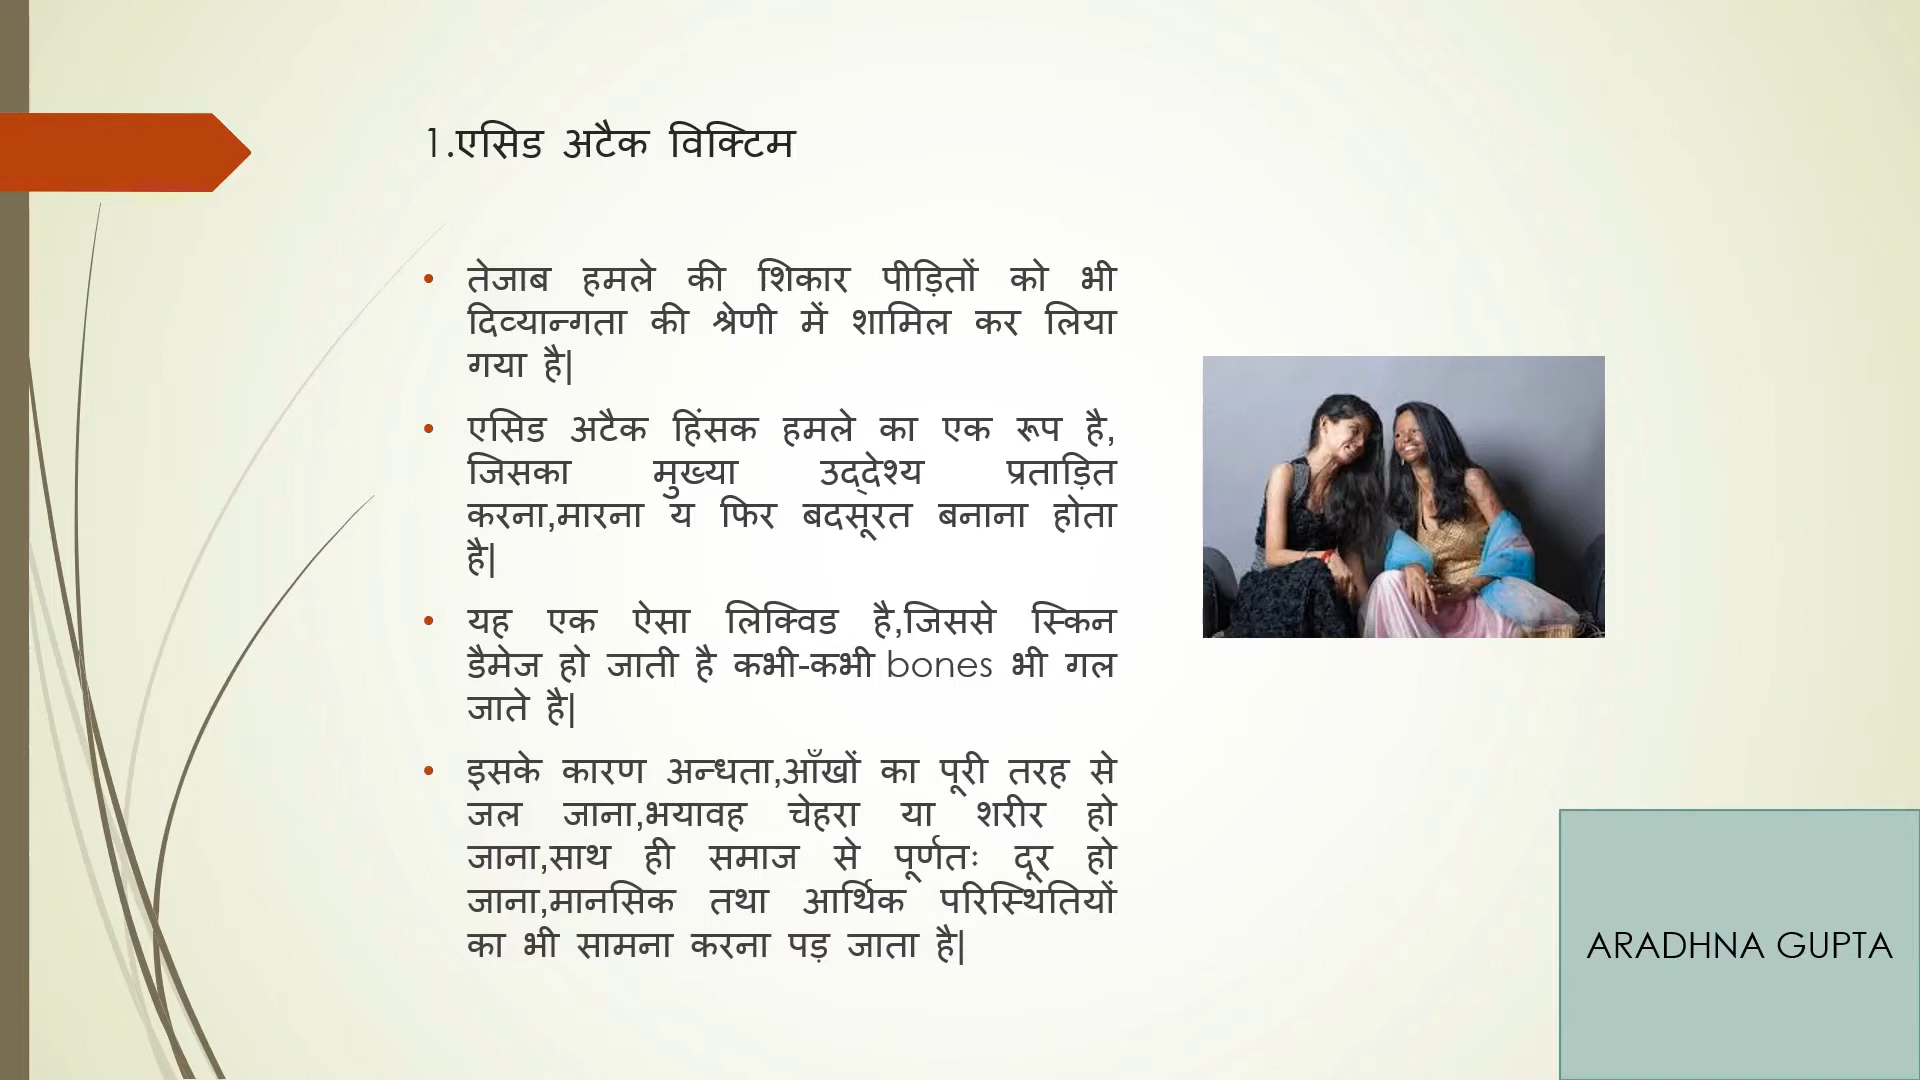 1.एसिड अटैक विक्टिम
• तेजाब हमले की शिकार पीड़ितों को भी
दिव्यान्गता की श्रेणी में शामिल कर लिया
गया है|
• एसिड अटैक हिंसक हमले का एक रूप है,
जिसका मुख्या उद्देश्य प्रताड़ित
करना,मारना य फिर बदसूरत बनाना होता
है|
• यह एक ऐसा लिक्विड है,जिससे स्किन
डैमेज हो जाती है कभी-कभी bones भी गल
जाते है|
• इसके कारण अन्धता,आँखों का पूरी तरह से
जल जाना,भयावह चेहरा या शरीर हो
जाना,साथ ही समाज से पूर्णतः दूर हो
जाना,मानसिक तथा आर्थिक परिस्थितियों
का भी सामना करना पड़ जाता है|
ARADHNA GUPTA